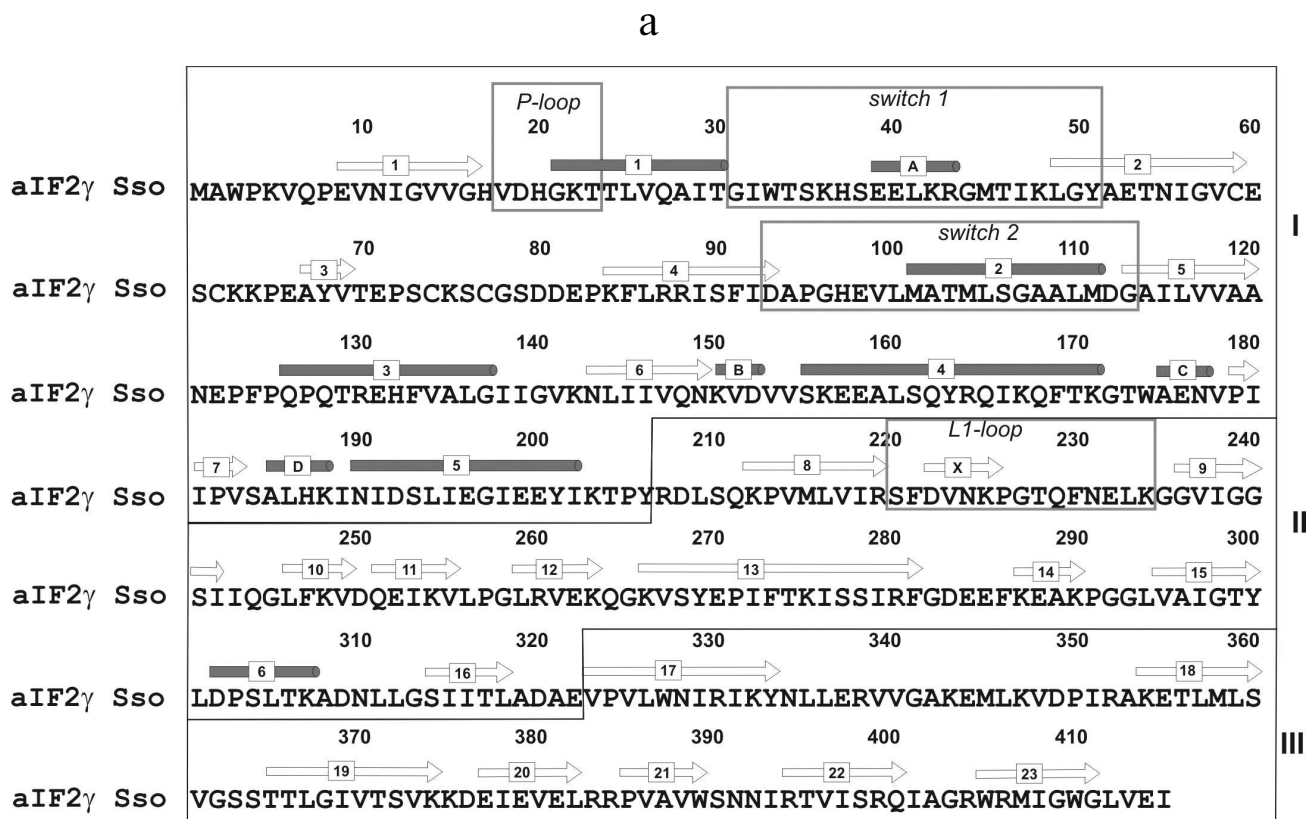 a
P-loop switch 1
10 20 30 40 50 60
1 1 A 2
aIF2γ Sso MAWPKVQPEVNIGVVGHVDHGKTTLVQAITGIWTSKHSEELKRGMTIKLGYAETNIGVCE
I
switch 2
70 80 90 100 110 120
3 4 2 5
aIF2γ Sso SCKKPEAYVTEPSCKSCGSDDEPKFLRRISFIDAPGHEVLMATMLSGAALMDGAILVVAA
130 140 150 160 170 180
3 6 B 4 C
aIF2γ Sso NEPFPQPQTREHFVALGIIGVKNLIIVQNKVDVVSKEEALSQYRQIKQFTKGTWAENVPI
L1-loop
190 200 210 220 230 240
7 D 5 8 X 9
aIF2γ Sso IPVSALHKINIDSLIEGIEEYIKTPYRDLSQKPVMLVIRSFDVNKPGTQFNELKGGVIGG
II
250 260 270 280 290 300
10 11 12 13 14 15
aIF2γ Sso SIIQGLFKVDQEIKVLPGLRVEKQGKVSYEPIFTKISSIRFGDEEFKEAKPGGLVAIGTY
310 320 330 340 350 360
6 16 17 18
aIF2γ Sso LDPSLTKADNLLGSIITLADAEVPVLWNIRIKYNLLERVVGAKEMLKVDPIRAKETLMLS
III
370 380 390 400 410
19 20 21 22 23
aIF2γ Sso VGSSTTLGIVTSVKKDEIEVELRRPVAVWSNNIRTVISRQIAGRWRMIGWGLVEI